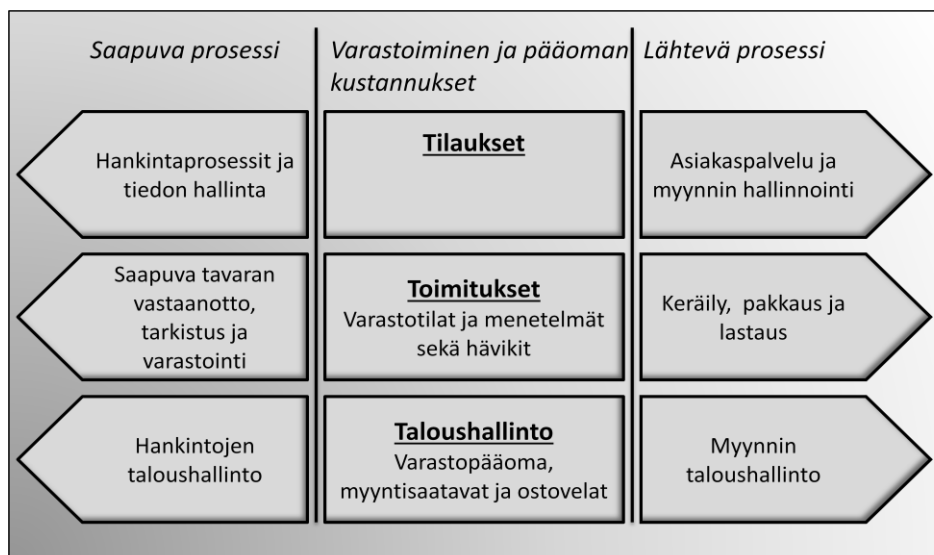 Saapuva prosessi
Varastoiminen ja pääoman
kustannukset
Lähtevä prosessi
Hankintaprosessit ja
tiedon hallinta
Tilaukset
Asiakaspalvelu ja
myynnin hallinnointi
Saapuva tavaran
vastaanotto,
tarkistus ja
varastointi
Toimitukset
Varastotilat ja menetelmät
sekä hävikit
Keräily, pakkaus ja
lastaus
Hankintojen
taloushallinto
Taloushallinto
Varastopääoma,
myyntisaatavat ja ostovelat
Myynnin
taloushallinto